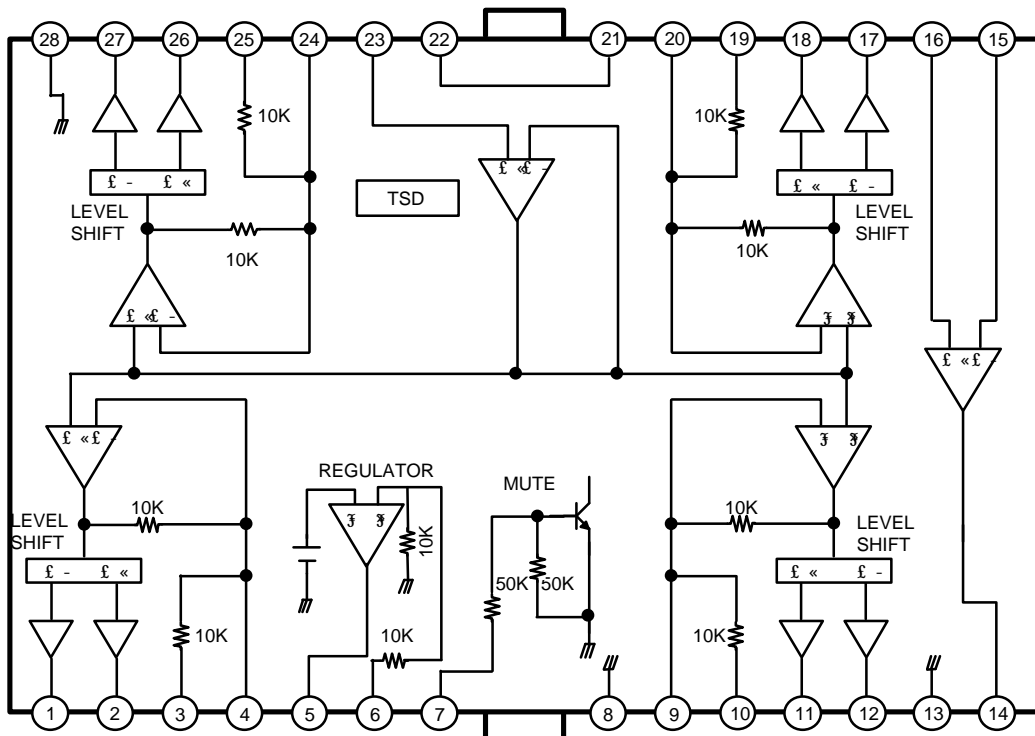 28 27 26 25 24 23 22 21 20 19 18 17 16 15
10K 10K
£ « £ -
£ - £ « TSD £ « £ -
LEVEL SHIFT LEVEL SHIFT
10K 10K
£ « £ -
£ « £ -
£ « £ - REGULATOR MUTE
10K 10K
LEVEL SHIFT 10K LEVEL SHIFT
£ - £ « 50K 50K £ « £ -
10K 10K 10K
1 2 3 4 5 6 7 8 9 10 11 12 13 14